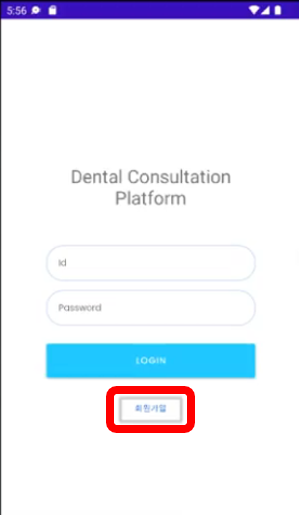 5:56
Dental Consultation
Platform
Id
Password
LOGIN
회원가입